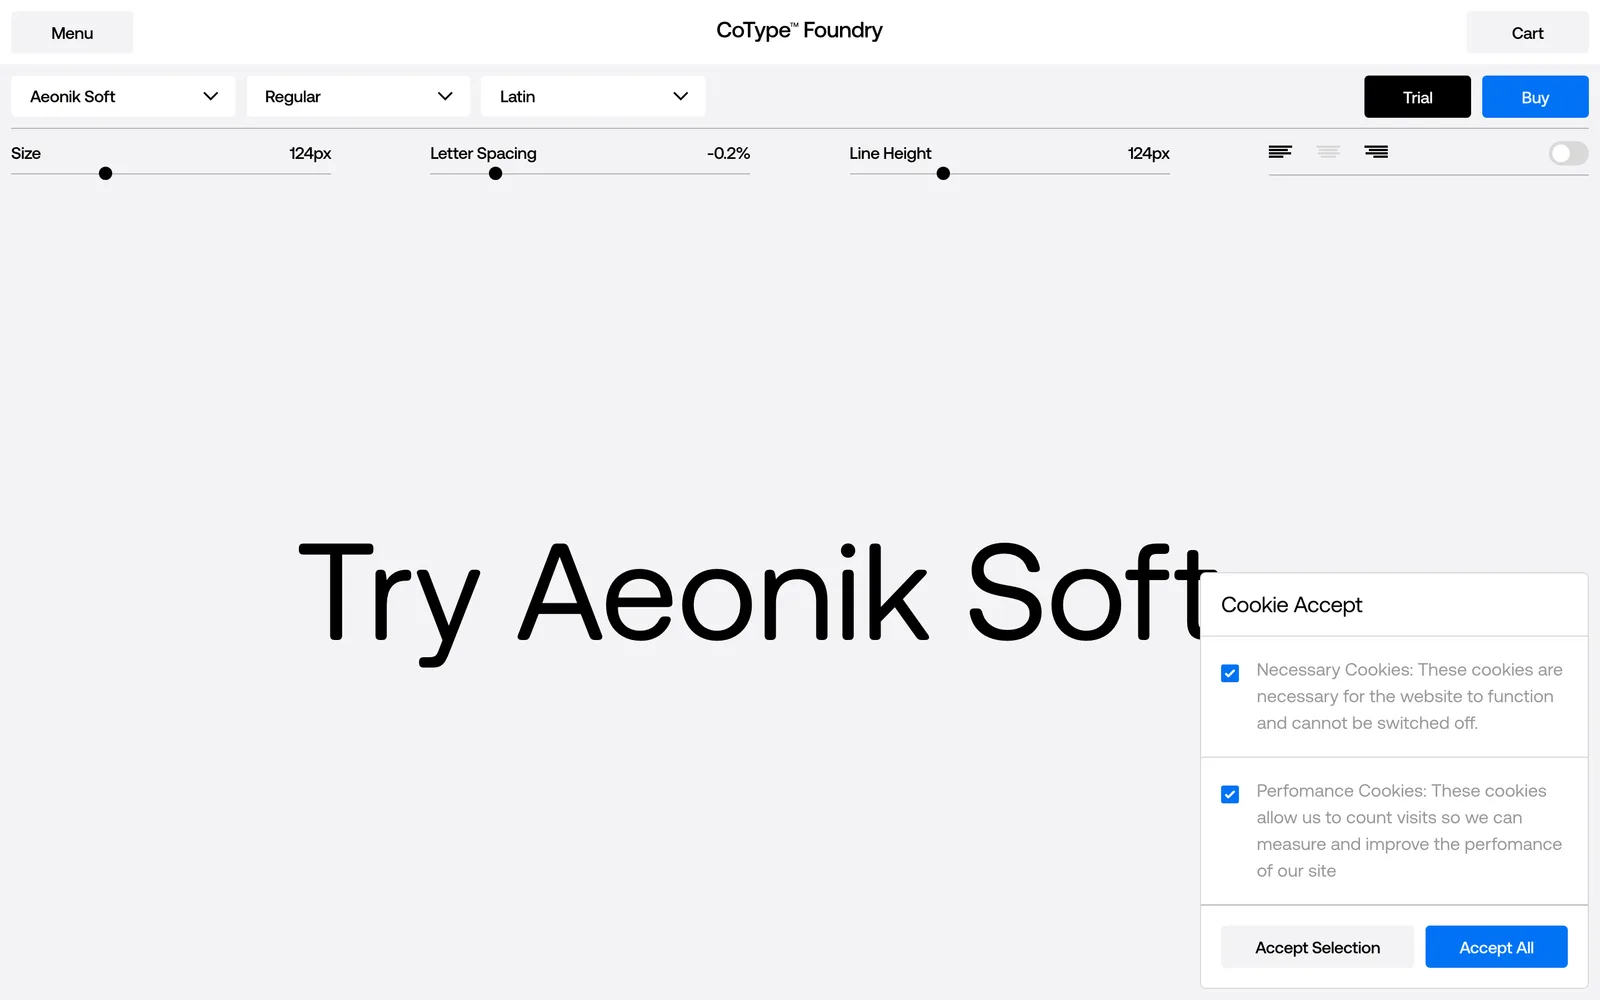 Menu
CoType™ Foundry
Cart
Aeonik Soft
Regular
Latin
Trial
Buy
Size
124px
Letter Spacing
-0.2%
Line Height
124px
Try Aeonik Soft
Cookie Accept
Necessary Cookies: These cookies are
necessary for the website to function
and cannot be switched off.
Perfomance Cookies: These cookies
allow us to count visits so we can
measure and improve the perfomance
of our site
Accept Selection
Accept All